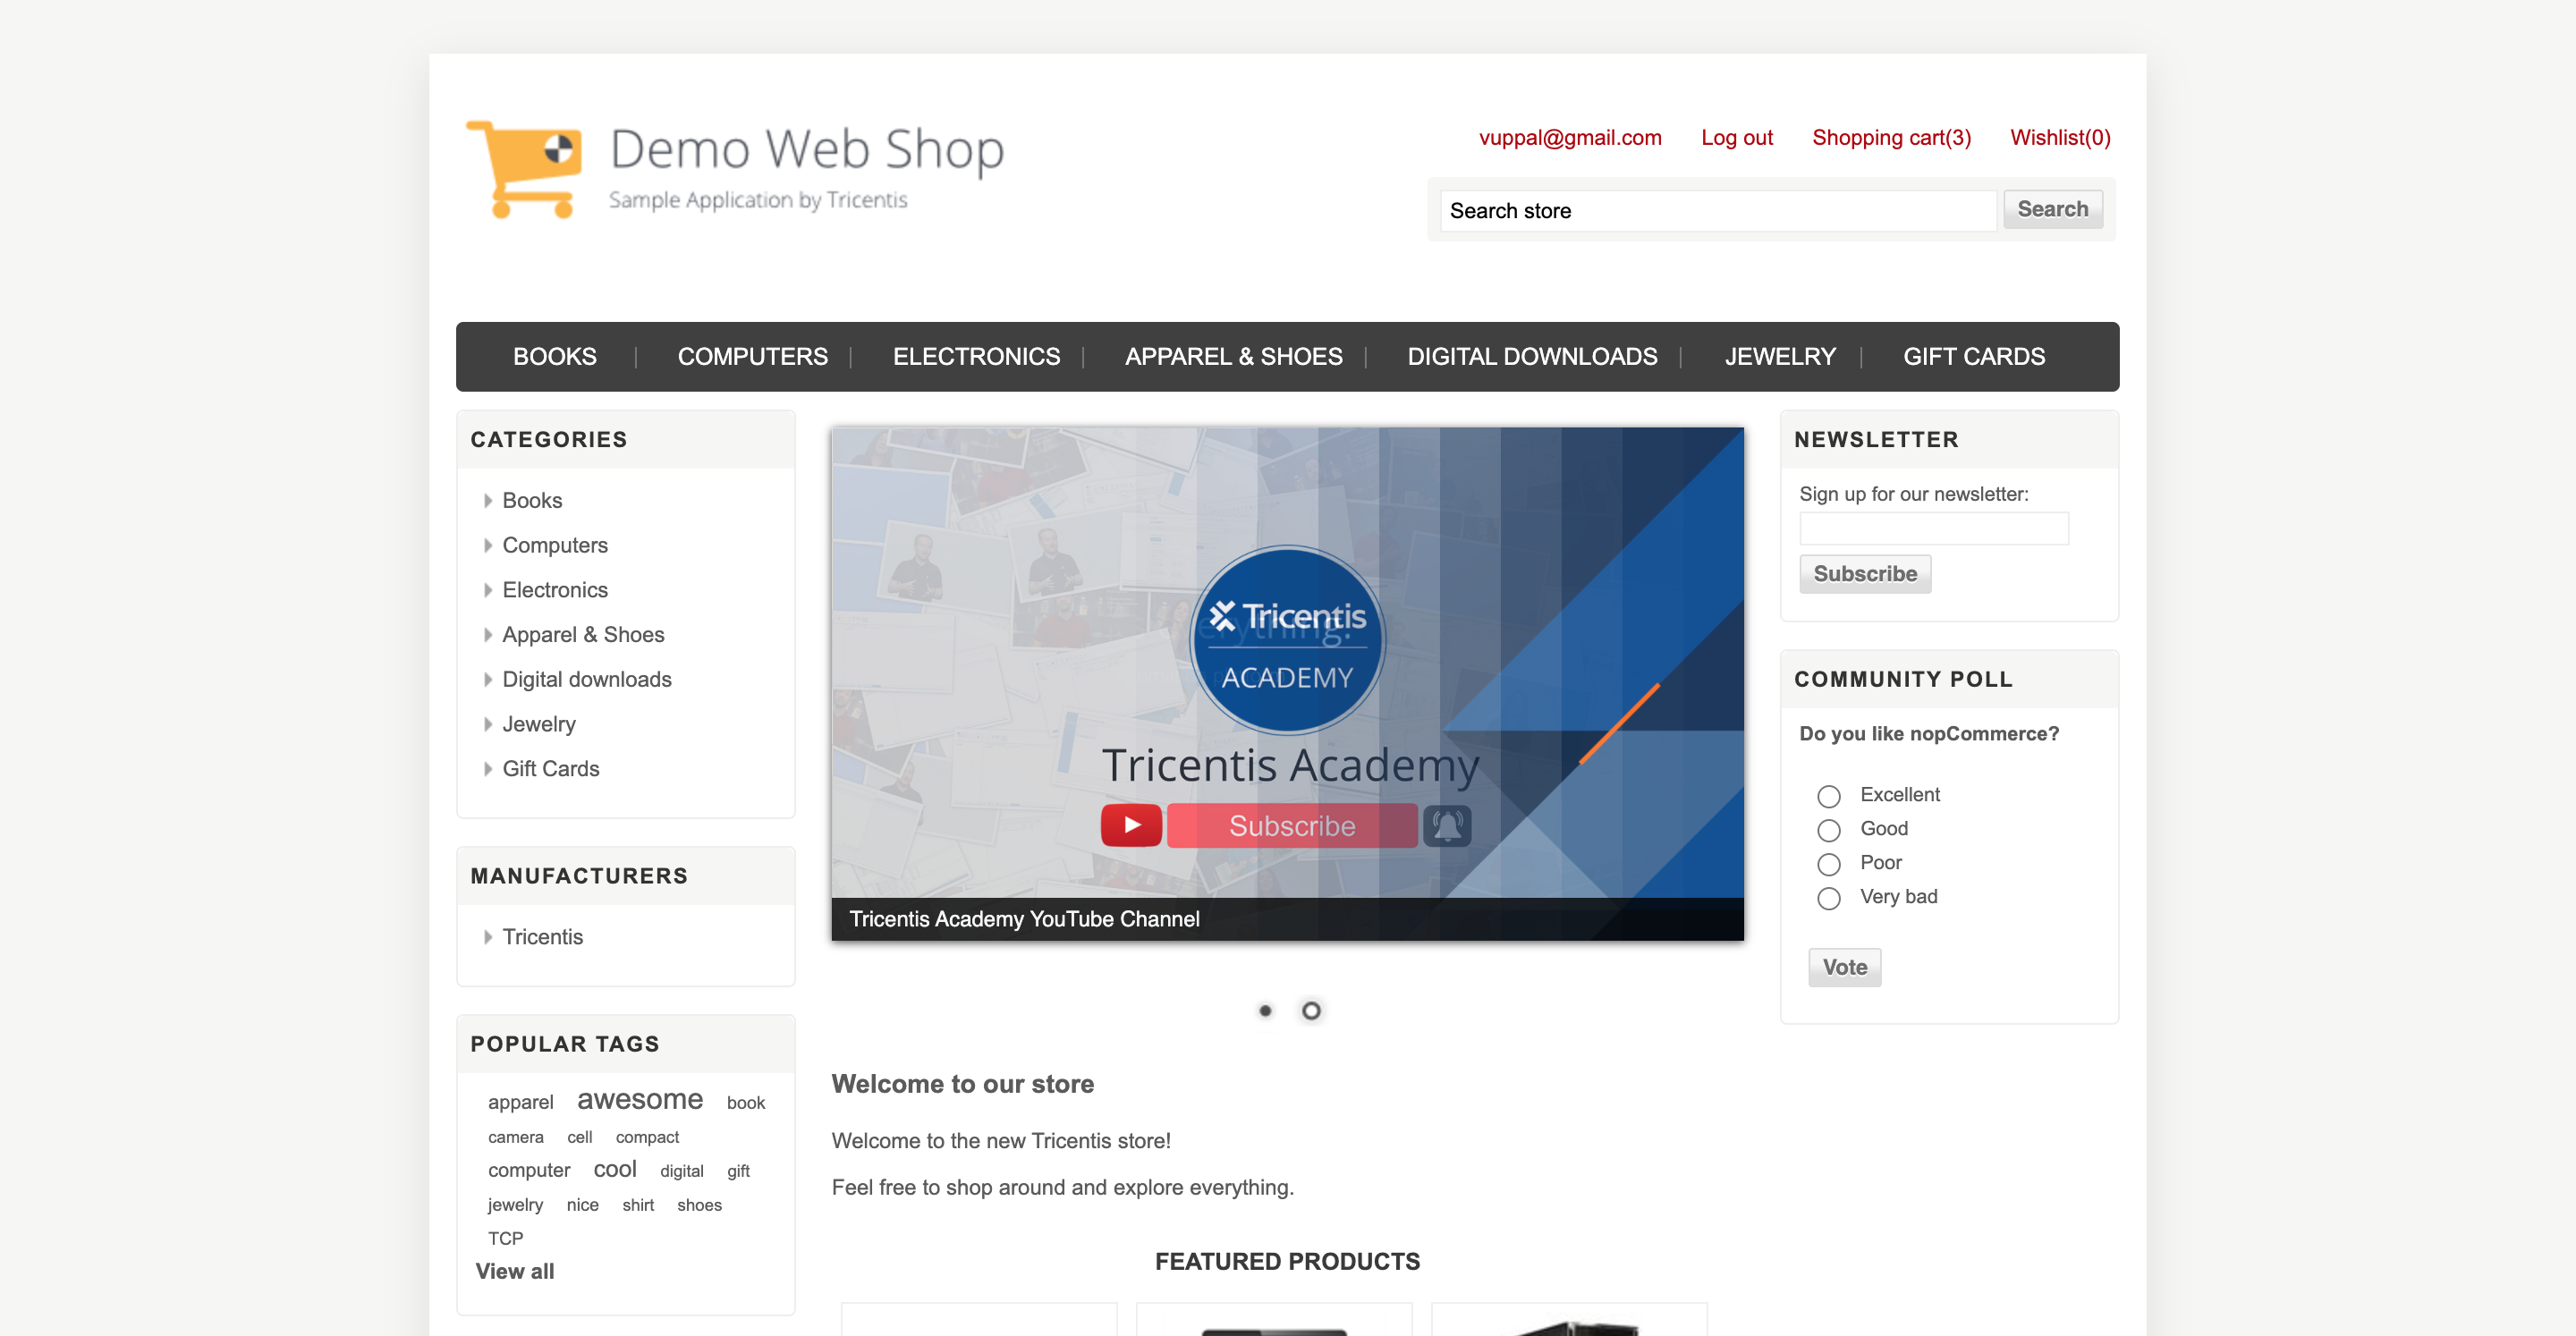 Demo Web Shop
Sample Application by Tricentis
vuppal@gmail.com Log out Shopping cart(3) Wishlist(0)
Search store Search
BOOKS COMPUTERS ELECTRONICS APPAREL & SHOES DIGITAL DOWNLOADS JEWELRY GIFT CARDS
CATEGORIES
Books
Computers
Electronics
Apparel & Shoes
Digital downloads
Jewelry
Gift Cards
MANUFACTURERS
Tricentis
POPULAR TAGS
apparel awesome book
camera cell compact
computer cool digital gift
jewelry nice shirt shoes
TCP
View all
Tricentis
everything.
ACADEMY
Tricentis Academy
Subscribe
Tricentis Academy YouTube Channel
Welcome to our store
Welcome to the new Tricentis store!
Feel free to shop around and explore everything.
FEATURED PRODUCTS
NEWSLETTER
Sign up for our newsletter:
Subscribe
COMMUNITY POLL
Do you like nopCommerce?
Excellent
Good
Poor
Very bad
Vote